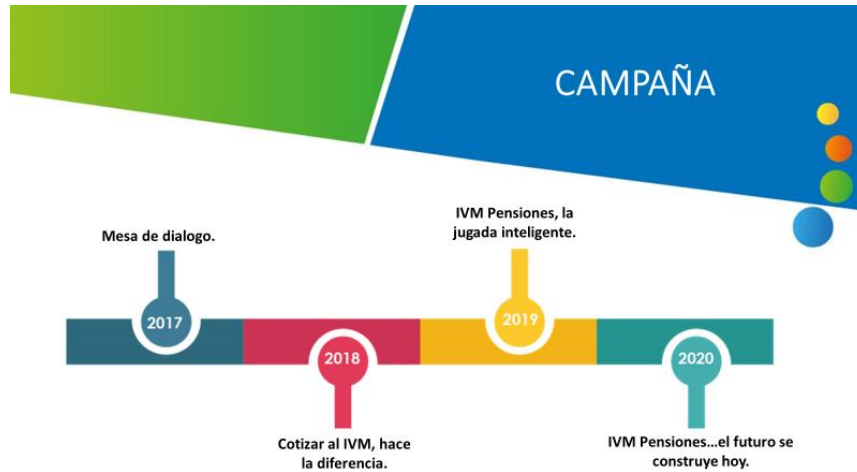 CAMPAÑA
Mesa de dialogo.
2017
Cotizar al IVM, hace
la diferencia.
2018
IVM Pensiones, la
jugada inteligente.
2019
IVM Pensiones...el futuro se
construye hoy.
2020